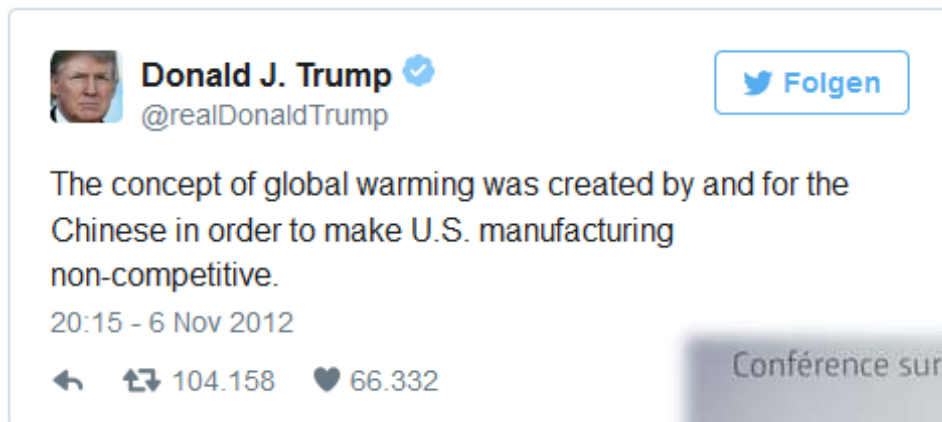 Donald J. Trump
Folgen
@realDonaldTrump
The concept of global warming was created by and for the
Chinese in order to make U.S. manufacturing
non-competitive.
20:15 - 6 Nov 2012
104.158 66.332
Conférence sur